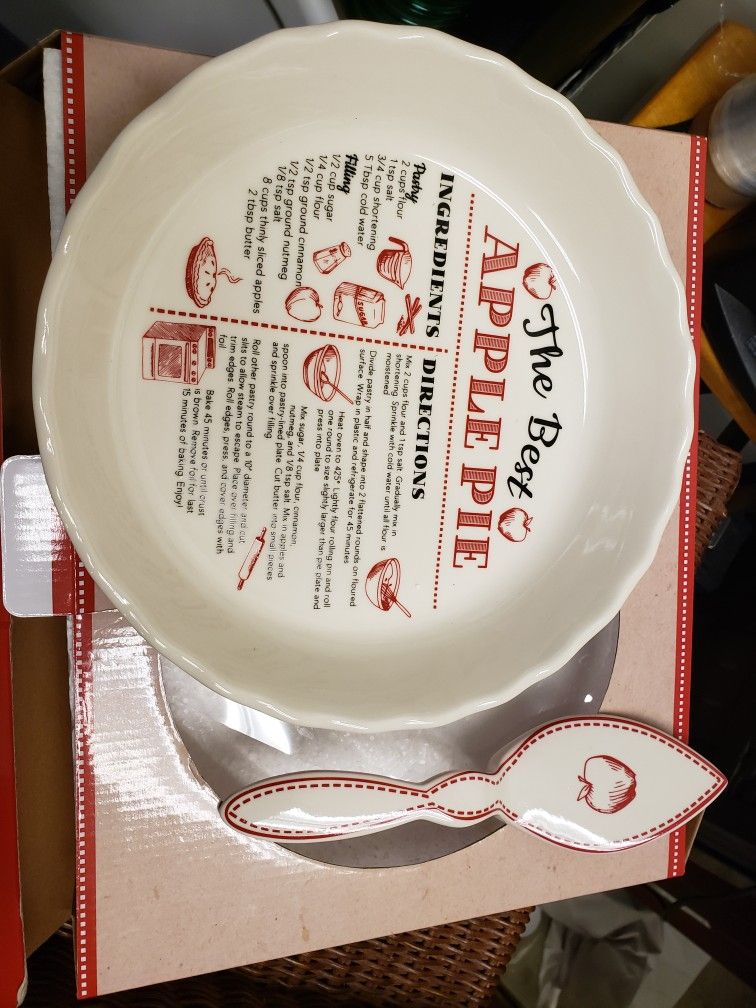 The Best
APPLE PIE
INGREDIENTS
Pastry
2 cups flour
1 tsp salt
3/4 cup shortening
5 Tbsp cold water
Filling
1/2 cup sugar
1/4 cup flour
1/2 tsp ground cinnamon
1/2 tsp ground nutmeg
1/8 tsp salt
8 cups thinly sliced apples
2 tbsp butter
SUGAR
DIRECTIONS
Mix 2 cups flour and 1 tsp salt. Gradually mix in
shortening. Sprinkle with cold water until all flour is
moistened
Divide pastry in half and shape into 2 flattened rounds on floured
surface. Wrap in plastic and refrigerate for 45 minutes
Heat oven to 425° Lightly flour rolling pin and roll
one round to size slightly larger than pie plate and
press into plate
Mix sugar, 1/4 cup flour, cinnamon,
nutmeg, and 1/8 tsp salt. Mix in apples and
spoon into pastry-lined plate. Cut butter into small pieces
and sprinkle over filling
Roll other pastry round to a 10" diameter and cut
slits to allow steam to escape. Place over filling and
trim edges. Roll edges, press, and cover edges with
foil
Bake 45 minutes or until crust
is brown. Remove foil for last
15 minutes of baking. Enjoy!